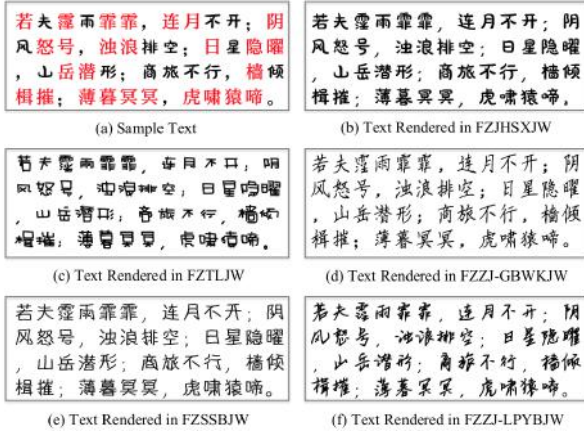 若夫霪雨霏霏，连月不开；阴
风怒号，浊浪排空；日星隐曜
，山岳潜形；商旅不行，樯倾
楫摧；薄暮冥冥，虎啸猿啼。
(a) Sample Text
若夫霪雨霏霏，连月不开；阴
风怒号，浊浪排空；日星隐曜
，山岳潜形；商旅不行，樯倾
楫摧；薄暮冥冥，虎啸猿啼。
(b) Text Rendered in FZJHSXJW
若夫霪雨霏霏，连月不开；阴
风怒号，浊浪排空；日星隐曜
，山岳潜形；商旅不行，樯倾
楫摧；薄暮冥冥，虎啸猿啼。
(c) Text Rendered in FZTLJW
若夫霪雨霏霏，连月不开；阴
风怒号，浊浪排空；日星隐曜
，山岳潜形；商旅不行，樯倾
楫摧；薄暮冥冥，虎啸猿啼。
(d) Text Rendered in FZZJ-GBWKJW
若夫霪雨霏霏，连月不开；阴
风怒号，浊浪排空；日星隐曜
，山岳潜形；商旅不行，樯倾
楫摧；薄暮冥冥，虎啸猿啼。
(e) Text Rendered in FZSSBJW
若夫霪雨霏霏，连月不开；阴
风怒号，浊浪排空；日星隐曜
，山岳潜形；商旅不行，樯倾
楫摧；薄暮冥冥，虎啸猿啼。
(f) Text Rendered in FZZJ-LPYBJW